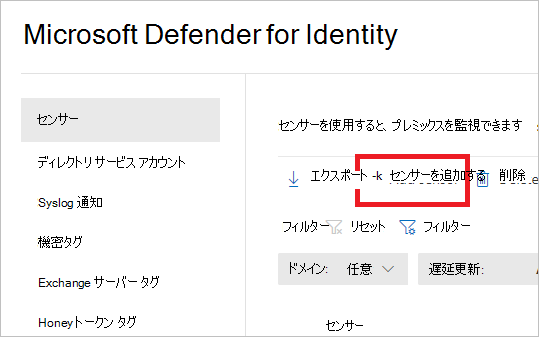 Microsoft Defender for Identity
センサー
ディレクトリ サービス アカウント
Syslog 通知
機密タグ
Exchange サーバー タグ
Honeyトークン タグ
センサーを使用すると、プレミックスを監視できます
エクスポート -k センサーを追加する 削除
フィルター リセット フィルター
ドメイン: 任意 遅延更新:
センサー